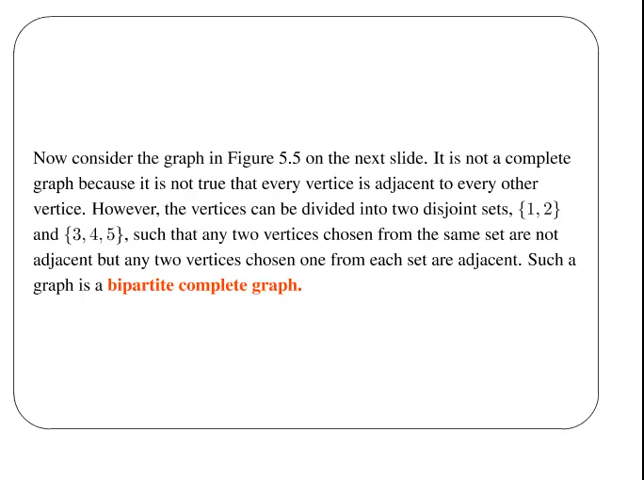 Now consider the graph in Figure 5.5 on the next slide. It is not a complete
graph because it is not true that every vertice is adjacent to every other
vertice. However, the vertices can be divided into two disjoint sets, {1, 2}
and {3, 4, 5}, such that any two vertices chosen from the same set are not
adjacent but any two vertices chosen one from each set are adjacent. Such a
graph is a bipartite complete graph.